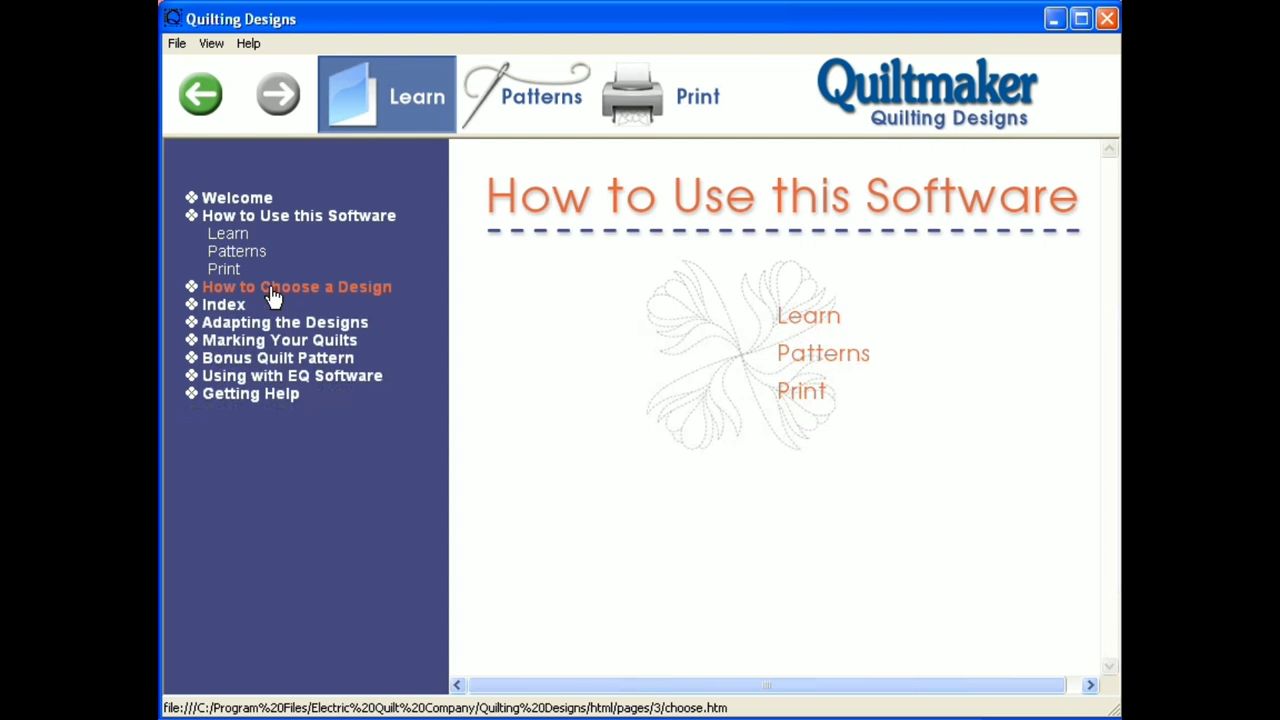 Quilting Designs
File View Help
Learn Patterns Print
Quiltmaker
Quilting Designs
Welcome
How to Use this Software
Learn
Patterns
Print
How to Choose a Design
Index
Adapting the Designs
Marking Your Quilts
Bonus Quilt Pattern
Using with EQ Software
Getting Help
How to Use this Software
Learn
Patterns
Print
file:///C:/Program%20Files/Electric%20Quilt%20Company/Quilting%20Designs/html/pages/3/choose.htm